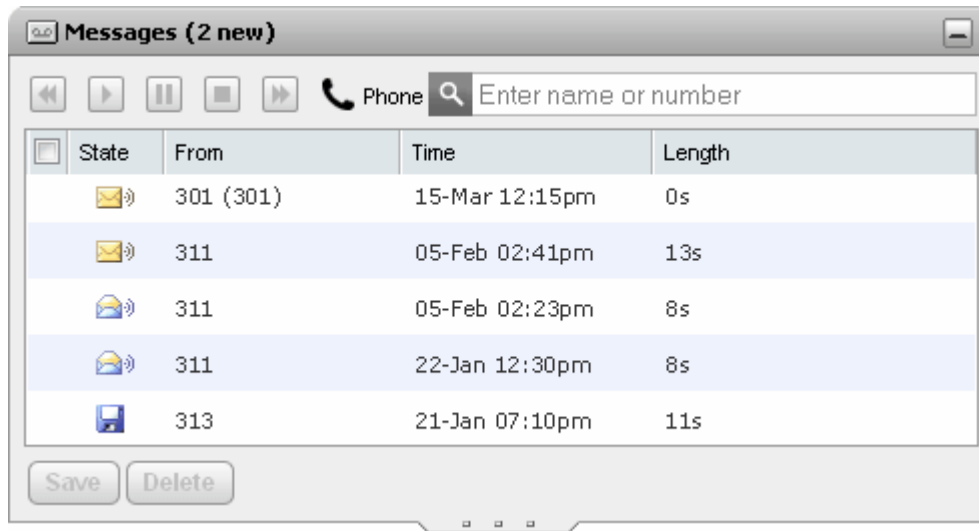 Messages (2 new)
Phone Enter name or number
State From Time Length
301 (301) 15-Mar 12:15pm 0s
311 05-Feb 02:41pm 13s
311 05-Feb 02:23pm 8s
311 22-Jan 12:30pm 8s
313 21-Jan 07:10pm 11s
Save Delete